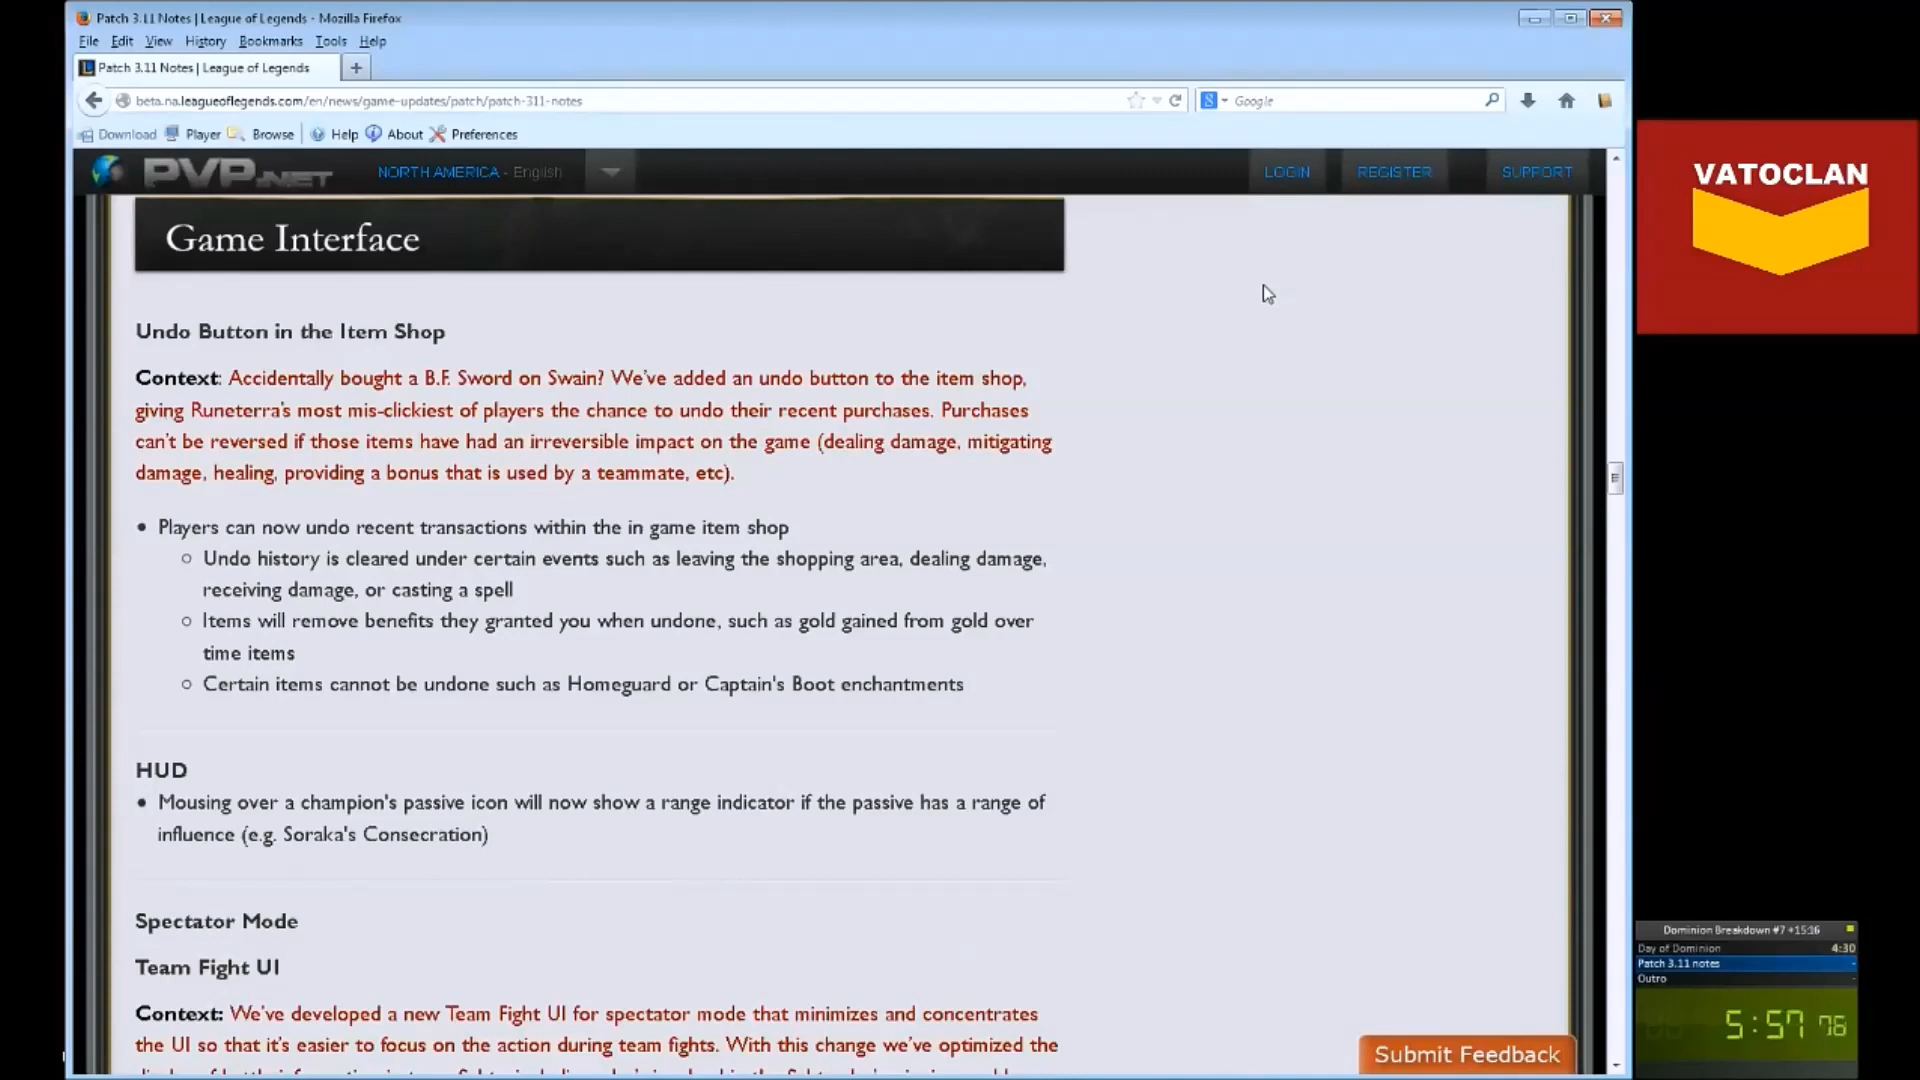 Patch 3.11 Notes | League of Legends - Mozilla Firefox
File Edit View History Bookmarks Tools Help
Patch 3.11 Notes | League of Legends
beta.na.leagueoflegends.com/en/news/game-updates/patch/patch-311-notes
Google
Download Player Browse Help About Preferences
PVP.NET
NORTH AMERICA - English
LOGIN
REGISTER
SUPPORT
VATOCLAN
Game Interface
Undo Button in the Item Shop
Context: Accidentally bought a B.F. Sword on Swain? We've added an undo button to the item shop,
giving Runeterra's most mis-clickiest of players the chance to undo their recent purchases. Purchases
can't be reversed if those items have had an irreversible impact on the game (dealing damage, mitigating
damage, healing, providing a bonus that is used by a teammate, etc).
Players can now undo recent transactions within the in game item shop
Undo history is cleared under certain events such as leaving the shopping area, dealing damage,
receiving damage, or casting a spell
Items will remove benefits they granted you when undone, such as gold gained from gold over
time items
Certain items cannot be undone such as Homeguard or Captain's Boot enchantments
HUD
Mousing over a champion's passive icon will now show a range indicator if the passive has a range of
influence (e.g. Soraka's Consecration)
Spectator Mode
Team Fight UI
Context: We've developed a new Team Fight UI for spectator mode that minimizes and concentrates
the UI so that it's easier to focus on the action during team fights. With this change we've optimized the
Submit Feedback
Dominion Breakdown #7 +15:16
Day of Dominion 4:30
Patch 3.11 notes -
Outro -
5:57 78